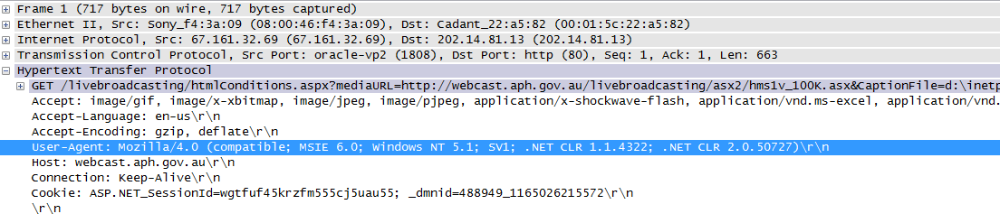 Frame 1 (717 bytes on wire, 717 bytes captured)
Ethernet II, Src: Sony_f4:3a:09 (08:00:46:f4:3a:09), Dst: Cadant_22:a5:82 (00:01:5c:22:a5:82)
Internet Protocol, Src: 67.161.32.69 (67.161.32.69), Dst: 202.14.81.13 (202.14.81.13)
Transmission Control Protocol, Src Port: oracle-vp2 (1808), Dst Port: http (80), Seq: 1, Ack: 1, Len: 663
Hypertext Transfer Protocol
GET /livebroadcasting/htmlConditions.aspx?mediaURL=http://webcast.aph.gov.au/livebroadcasting/asx2/hms1v_100K.asx&CaptionFile=d:\inetp
Accept: image/gif, image/x-xbitmap, image/jpeg, image/pjpeg, application/x-shockwave-flash, application/vnd.ms-excel, application/vnd.
Accept-Language: en-us\r\n
Accept-Encoding: gzip, deflate\r\n
User-Agent: Mozilla/4.0 (compatible; MSIE 6.0; Windows NT 5.1; SV1; .NET CLR 1.1.4322; .NET CLR 2.0.50727)\r\n
Host: webcast.aph.gov.au\r\n
Connection: Keep-Alive\r\n
Cookie: ASP.NET_SessionId=wgtfuf45krzfm555cj5uau55; _dmnid=488949_1165026215572\r\n
\r\n